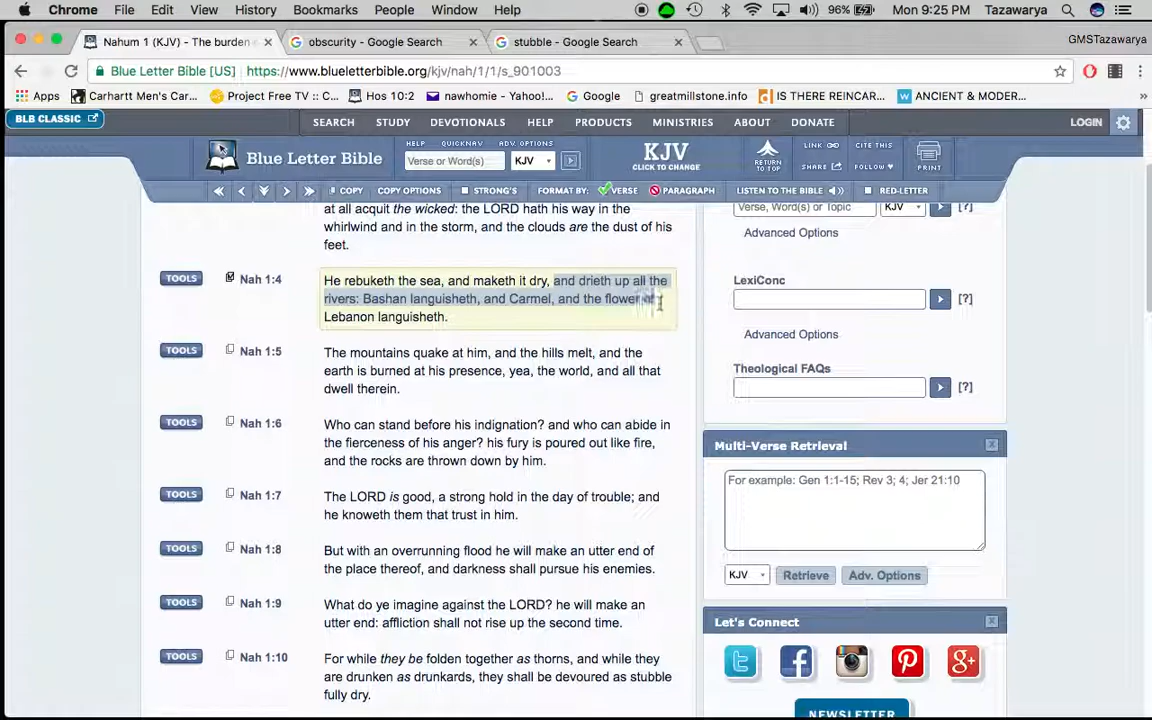 Chrome File Edit View History Bookmarks People Window Help 96% Mon 9:25 PM Tazawarya
Nahum 1 (KJV) - The burden × obscurity - Google Search × stubble - Google Search × GMSTazawarya
Blue Letter Bible [US] https://www.blueletterbible.org/kjv/nah/1/1/s_901003
Apps Carhartt Men's Car... Project Free TV :: C... Hos 10:2 nawhomie - Yahoo!... Google greatmillstone.info IS THERE REINCAR... ANCIENT & MODER... »
BLB CLASSIC SEARCH STUDY DEVOTIONALS HELP PRODUCTS MINISTRIES ABOUT DONATE LOGIN
Blue Letter Bible HELP QUICKNAV ADV. OPTIONS
Verse or Word(s) KJV
KJV
CLICK TO CHANGE
RETURN TO TOP
LINK CITE THIS
SHARE FOLLOW
PRINT
COPY COPY OPTIONS STRONG'S FORMAT BY: VERSE PARAGRAPH LISTEN TO THE BIBLE RED-LETTER
at all acquit the wicked: the LORD hath his way in the
whirlwind and in the storm, and the clouds are the dust of his
feet.
TOOLS Nah 1:4 He rebuketh the sea, and maketh it dry, and drieth up all the
rivers: Bashan languisheth, and Carmel, and the flower of
Lebanon languisheth.
TOOLS Nah 1:5 The mountains quake at him, and the hills melt, and the
earth is burned at his presence, yea, the world, and all that
dwell therein.
TOOLS Nah 1:6 Who can stand before his indignation? and who can abide in
the fierceness of his anger? his fury is poured out like fire,
and the rocks are thrown down by him.
TOOLS Nah 1:7 The LORD is good, a strong hold in the day of trouble; and
he knoweth them that trust in him.
TOOLS Nah 1:8 But with an overrunning flood he will make an utter end of
the place thereof, and darkness shall pursue his enemies.
TOOLS Nah 1:9 What do ye imagine against the LORD? he will make an
utter end: affliction shall not rise up the second time.
TOOLS Nah 1:10 For while they be folden together as thorns, and while they
are drunken as drunkards, they shall be devoured as stubble
fully dry.
Verse, Word(s) or Topic KJV [?]
Advanced Options
LexiConc
[?]
Advanced Options
Theological FAQs
[?]
Multi-Verse Retrieval
For example: Gen 1:1-15; Rev 3; 4; Jer 21:10
KJV Retrieve Adv. Options
Let's Connect
NEWSLETTER